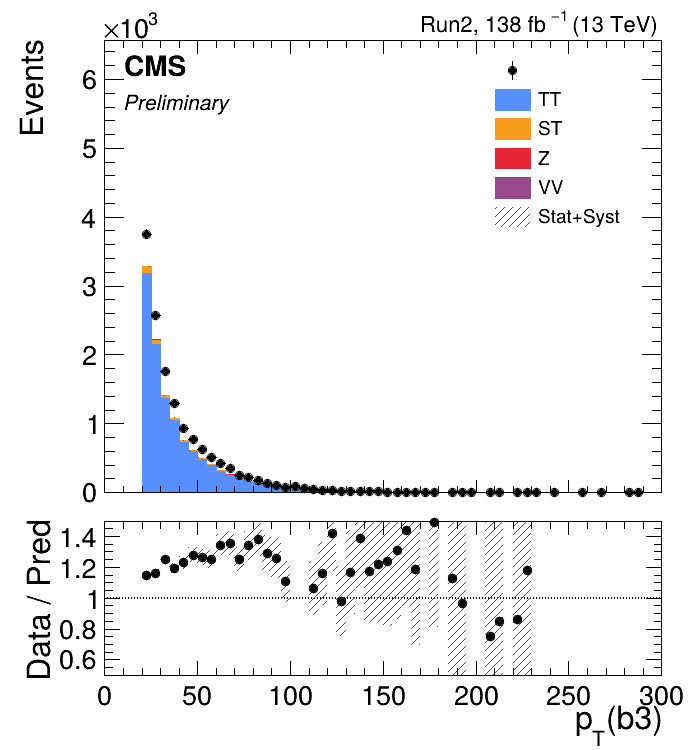 ×10³
Run2, 138 fb⁻¹ (13 TeV)
Events
CMS
Preliminary
TT
ST
Z
VV
Stat+Syst
6
5
4
3
2
1
0
Data / Pred
1.4
1.2
1
0.8
0.6
0 50 100 150 200 250 300
p_T(b3)